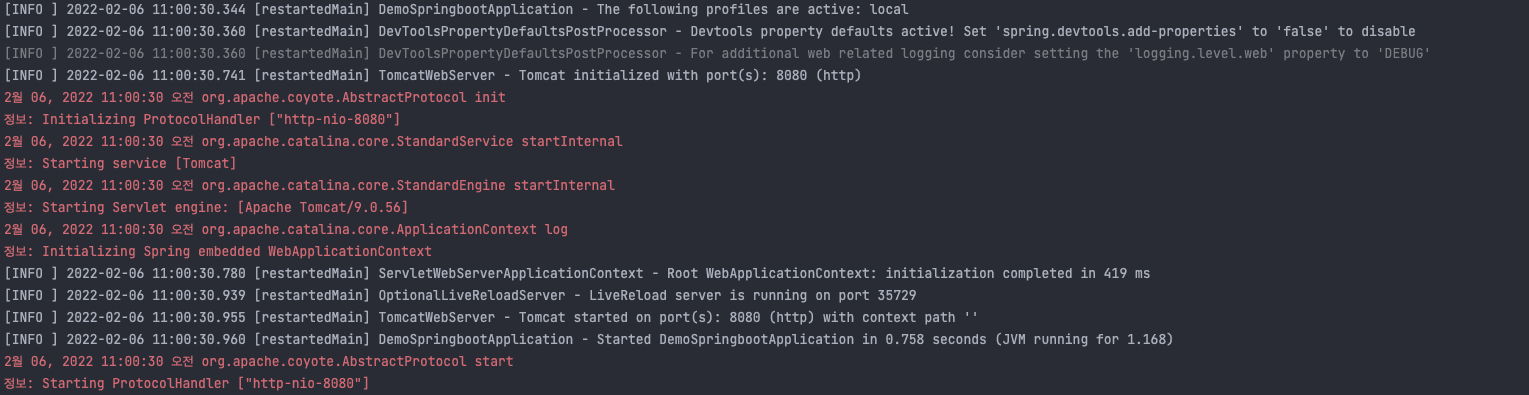 [INFO ] 2022-02-06 11:00:30.344 [restartedMain] DemoSpringbootApplication - The following profiles are active: local
[INFO ] 2022-02-06 11:00:30.360 [restartedMain] DevToolsPropertyDefaultsPostProcessor - Devtools property defaults active! Set 'spring.devtools.add-properties' to 'false' to disable
[INFO ] 2022-02-06 11:00:30.360 [restartedMain] DevToolsPropertyDefaultsPostProcessor - For additional web related logging consider setting the 'logging.level.web' property to 'DEBUG'
[INFO ] 2022-02-06 11:00:30.741 [restartedMain] TomcatWebServer - Tomcat initialized with port(s): 8080 (http)
2월 06, 2022 11:00:30 오전 org.apache.coyote.AbstractProtocol init
정보: Initializing ProtocolHandler ["http-nio-8080"]
2월 06, 2022 11:00:30 오전 org.apache.catalina.core.StandardService startInternal
정보: Starting service [Tomcat]
2월 06, 2022 11:00:30 오전 org.apache.catalina.core.StandardEngine startInternal
정보: Starting Servlet engine: [Apache Tomcat/9.0.56]
2월 06, 2022 11:00:30 오전 org.apache.catalina.core.ApplicationContext log
정보: Initializing Spring embedded WebApplicationContext
[INFO ] 2022-02-06 11:00:30.780 [restartedMain] ServletWebServerApplicationContext - Root WebApplicationContext: initialization completed in 419 ms
[INFO ] 2022-02-06 11:00:30.939 [restartedMain] OptionalLiveReloadServer - LiveReload server is running on port 35729
[INFO ] 2022-02-06 11:00:30.955 [restartedMain] TomcatWebServer - Tomcat started on port(s): 8080 (http) with context path ''
[INFO ] 2022-02-06 11:00:30.960 [restartedMain] DemoSpringbootApplication - Started DemoSpringbootApplication in 0.758 seconds (JVM running for 1.168)
2월 06, 2022 11:00:30 오전 org.apache.coyote.AbstractProtocol start
정보: Starting ProtocolHandler ["http-nio-8080"]